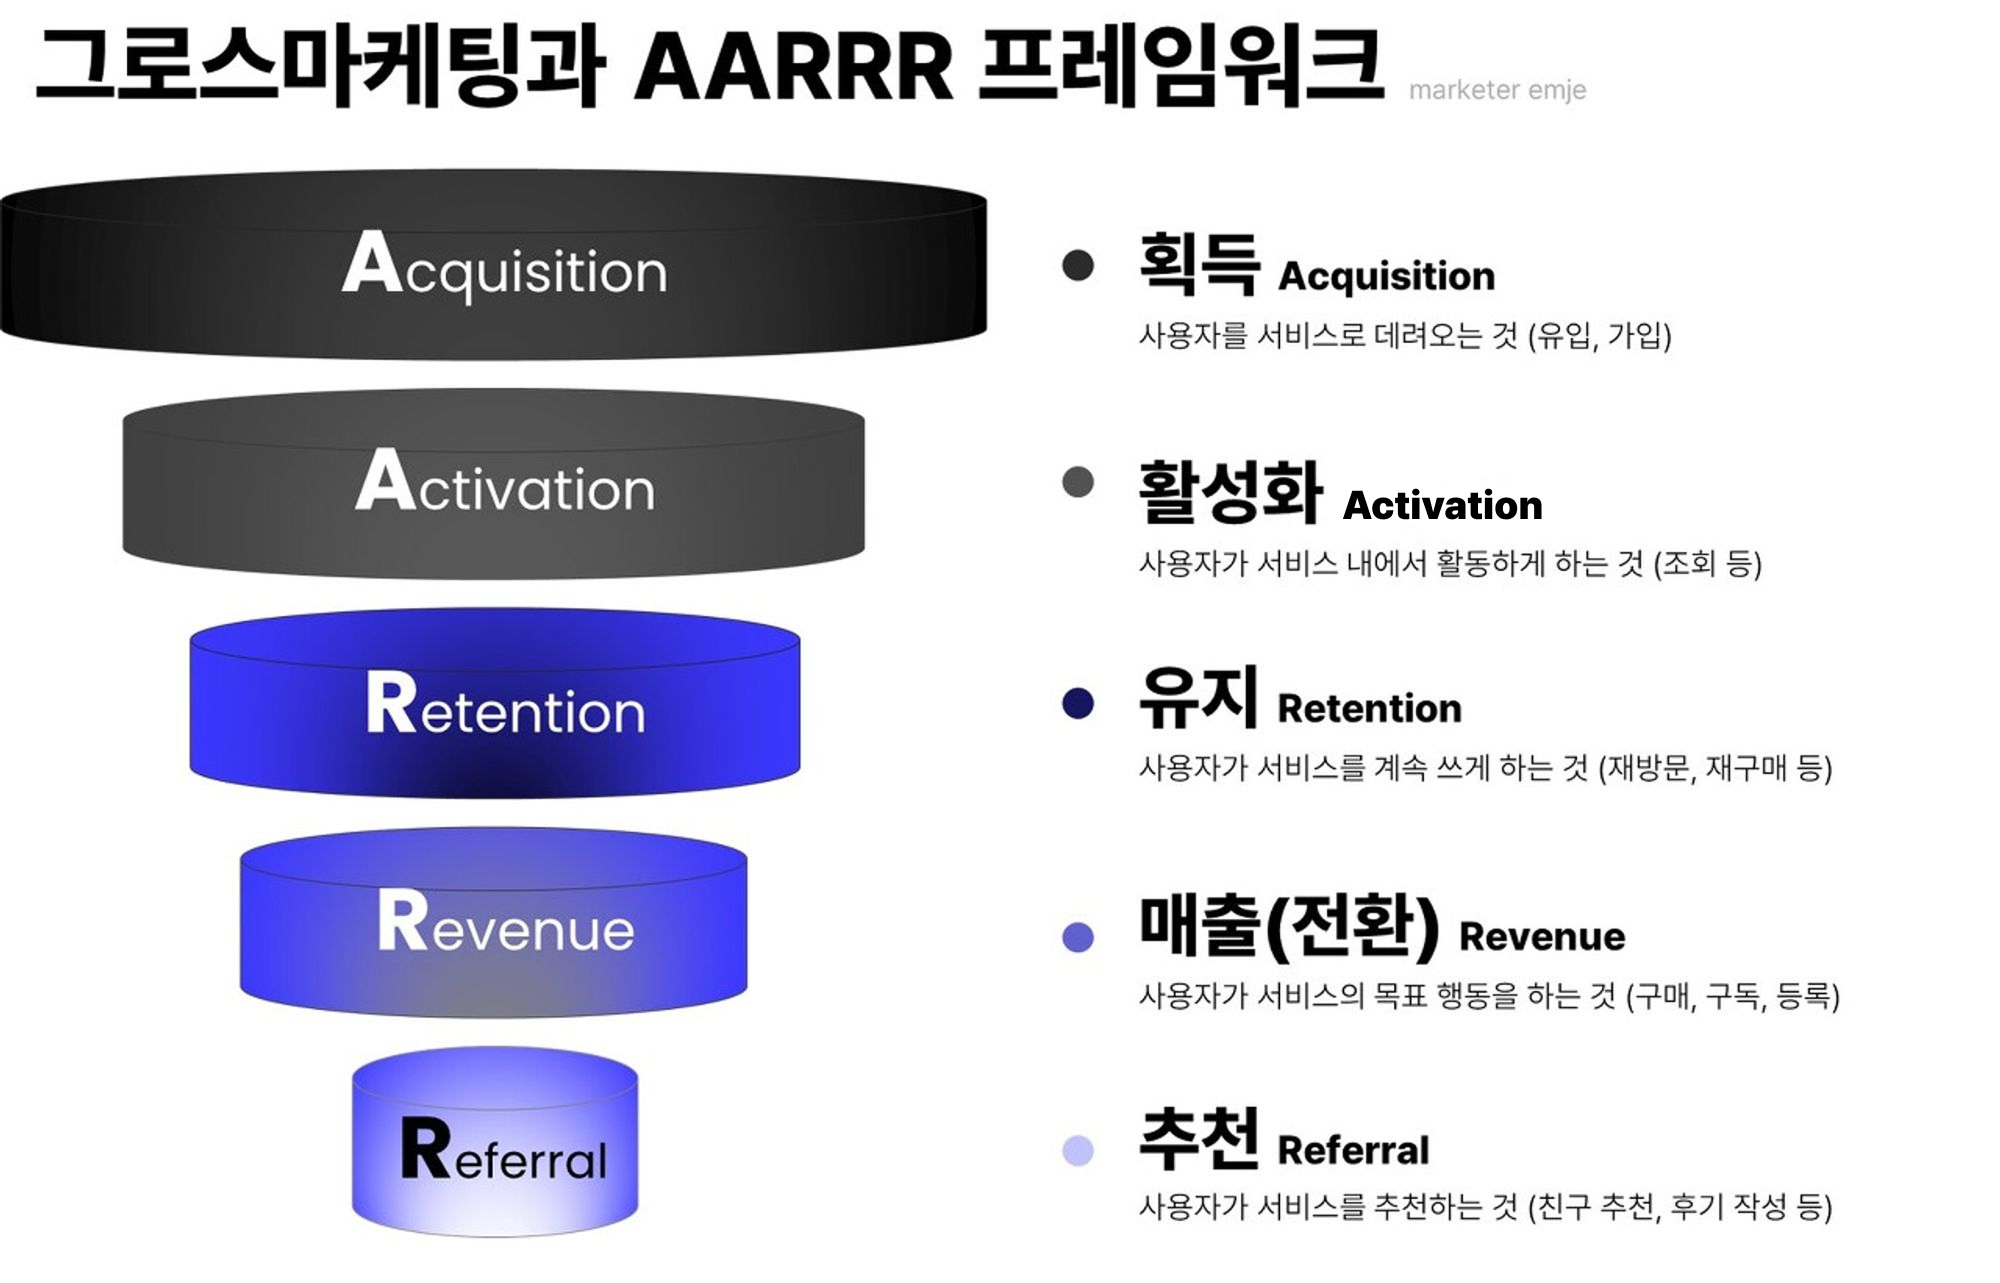 그로스마케팅과 AARRR 프레임워크 marketer emje
Acquisition
획득 Acquisition
사용자를 서비스로 데려오는 것 (유입, 가입)
Activation
활성화 Activation
사용자가 서비스 내에서 활동하게 하는 것 (조회 등)
Retention
유지 Retention
사용자가 서비스를 계속 쓰게 하는 것 (재방문, 재구매 등)
Revenue
매출(전환) Revenue
사용자가 서비스의 목표 행동을 하는 것 (구매, 구독, 등록)
Referral
추천 Referral
사용자가 서비스를 추천하는 것 (친구 추천, 후기 작성 등)